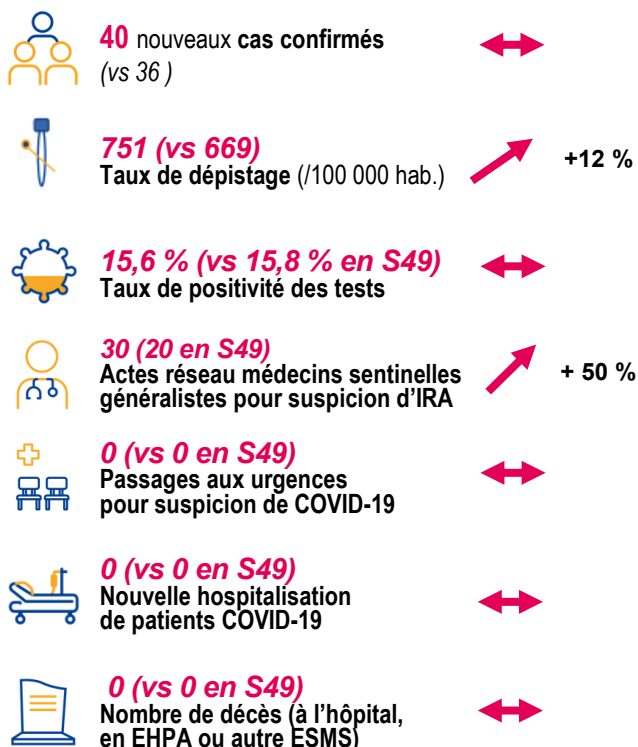 40 nouveaux cas confirmés
(vs 36 )
751 (vs 669)
Taux de dépistage (/100 000 hab.)
+12 %
15,6 % (vs 15,8 % en S49)
Taux de positivité des tests
30 (20 en S49)
Actes réseau médecins sentinelles
généralistes pour suspicion d’IRA
+ 50 %
0 (vs 0 en S49)
Passages aux urgences
pour suspicion de COVID-19
0 (vs 0 en S49)
Nouvelle hospitalisation
de patients COVID-19
0 (vs 0 en S49)
Nombre de décès (à l’hôpital,
en EHPA ou autre ESMS)